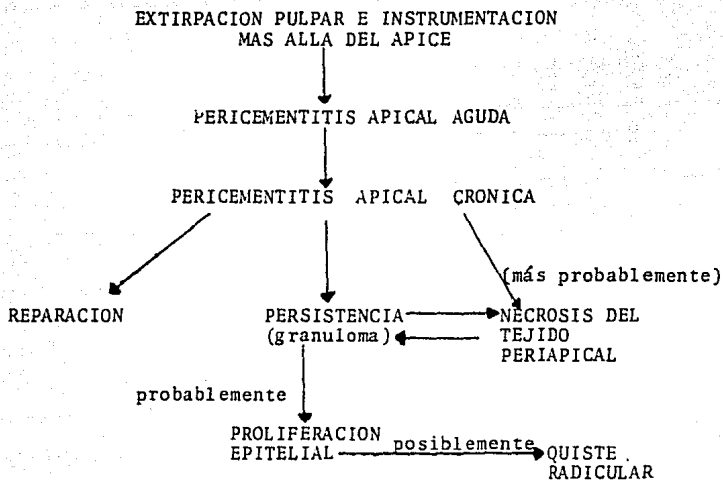 EXTIRPACION PULPAR E INSTRUMENTACION
MAS ALLA DEL APICE
PERICEMENTITIS APICAL AGUDA
PERICEMENTITIS APICAL CRONICA
(más probablemente)
REPARACION
PERSISTENCIA
(granuloma)
NECROSIS DEL
TEJIDO
PERIAPICAL
probablemente
PROLIFERACION
EPITELIAL
posiblemente
QUISTE.
RADICULAR